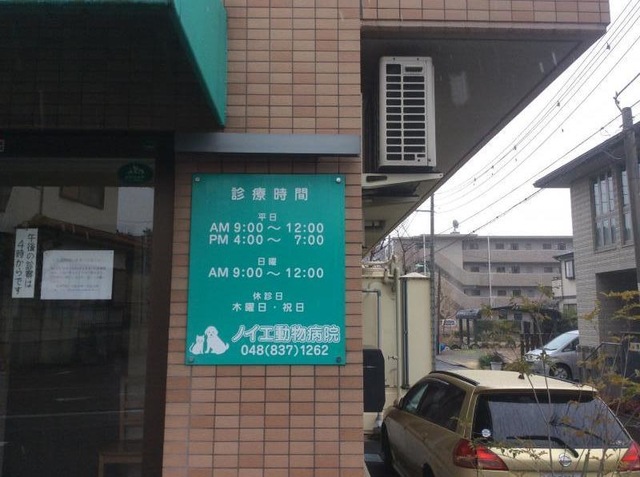 診療時間
平日
AM 9:00～12:00
PM 4:00～ 7:00
日曜
AM 9:00～12:00
休診日
木曜日・祝日
ノイエ動物病院
048(837)1262
午後の診察は
4時からです